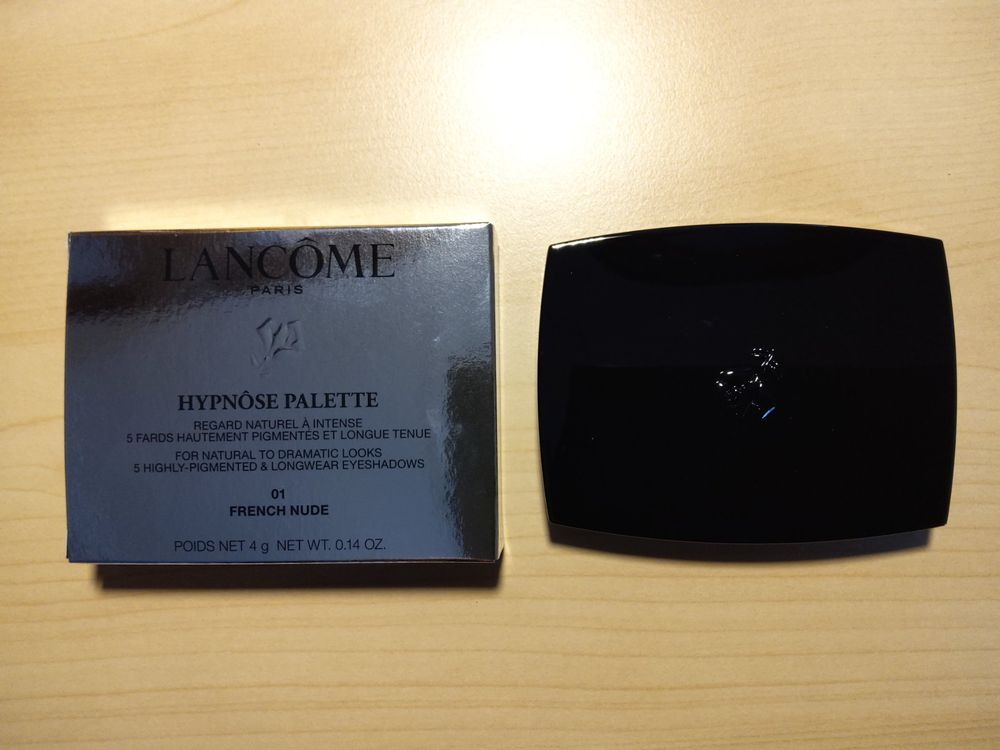 LANCÔME
PARIS
HYPNÔSE PALETTE
REGARD NATUREL À INTENSE
5 FARDS HAUTEMENT PIGMENTÉS ET LONGUE TENUE
FOR NATURAL TO DRAMATIC LOOKS
5 HIGHLY-PIGMENTED & LONGWEAR EYESHADOWS
01
FRENCH NUDE
POIDS NET 4 g NET WT. 0.14 OZ.